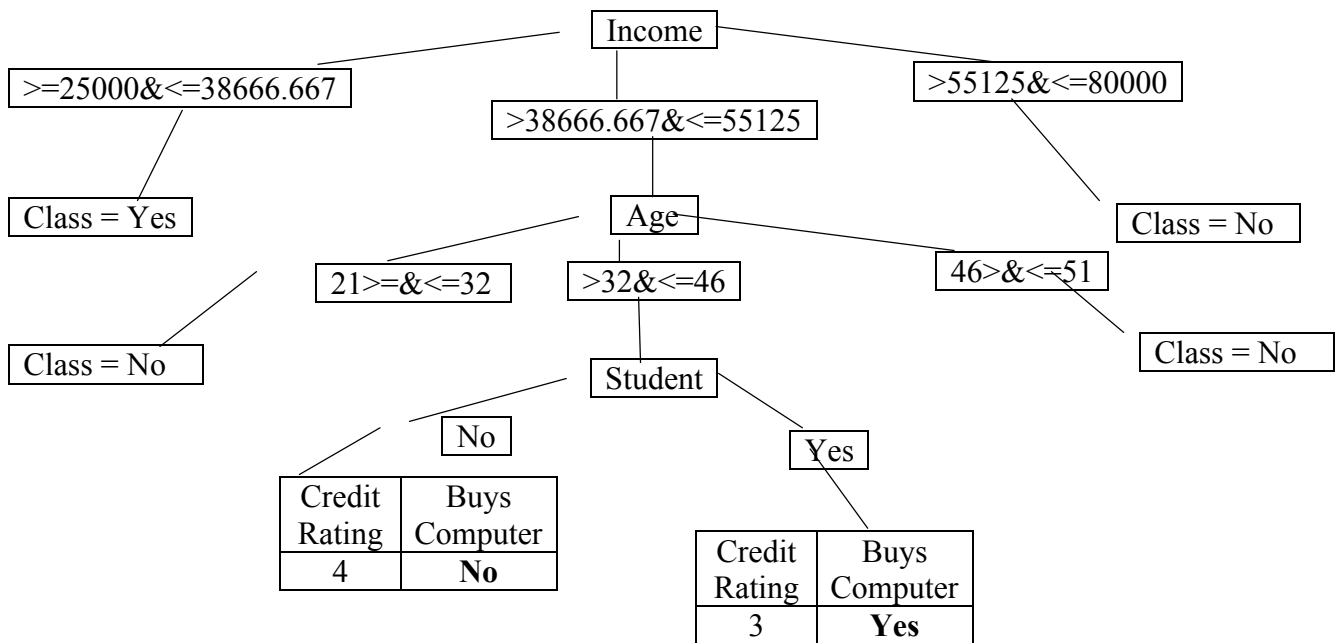 Income
>=25000&<=38666.667
>55125&<=80000
>38666.667&<=55125
Class = Yes
Age
Class = No
21>=&<=32
>32&<=46
46>&<=51
Class = No
Class = No
Student
No
Yes
Credit Rating
Buys Computer
4
No
Credit Rating
Buys Computer
3
Yes